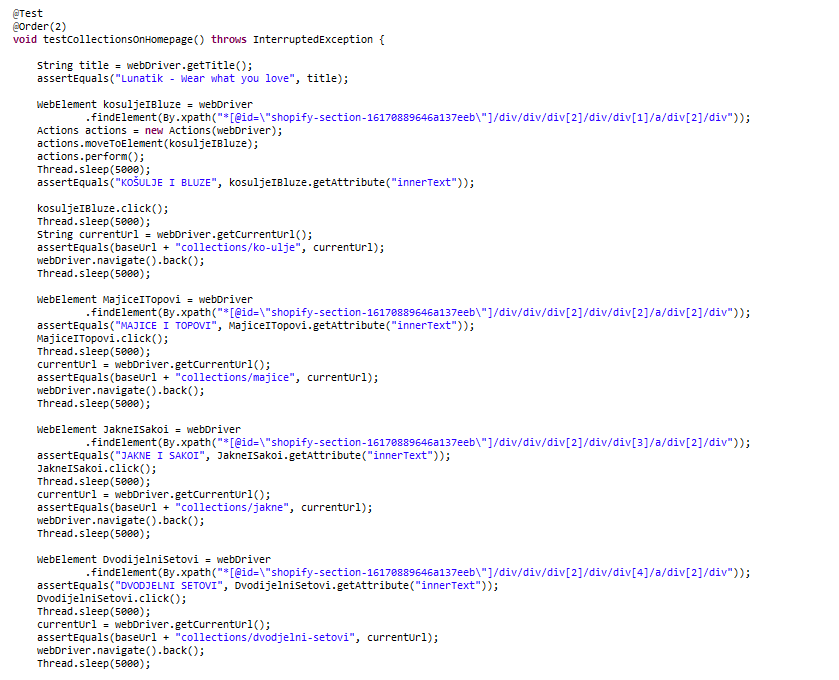 @Test
@Order(2)
void testCollectionsOnHomepage() throws InterruptedException {
String title = webDriver.getTitle();
assertEquals("Lunatik - Wear what you love", title);
WebElement kosuljeIBluze = webDriver
.findElement(By.xpath("*[@id=\"shopify-section-16170889646a137eeb\"]/div/div/div[2]/div/div[1]/a/div[2]/div"));
Actions actions = new Actions(webDriver);
actions.moveToElement(kosuljeIBluze);
actions.perform();
Thread.sleep(5000);
assertEquals("KOŠULJE I BLUZE", kosuljeIBluze.getAttribute("innerText"));
kosuljeIBluze.click();
Thread.sleep(5000);
String currentUrl = webDriver.getCurrentUrl();
assertEquals(baseUrl + "collections/ko-ulje", currentUrl);
webDriver.navigate().back();
Thread.sleep(5000);
WebElement MajiceITopovi = webDriver
.findElement(By.xpath("*[@id=\"shopify-section-16170889646a137eeb\"]/div/div/div[2]/div/div[2]/a/div[2]/div"));
assertEquals("MAJICE I TOPOVI", MajiceITopovi.getAttribute("innerText"));
MajiceITopovi.click();
Thread.sleep(5000);
currentUrl = webDriver.getCurrentUrl();
assertEquals(baseUrl + "collections/majice", currentUrl);
webDriver.navigate().back();
Thread.sleep(5000);
WebElement JakneISakoi = webDriver
.findElement(By.xpath("*[@id=\"shopify-section-16170889646a137eeb\"]/div/div/div[2]/div/div[3]/a/div[2]/div"));
assertEquals("JAKNE I SAKOI", JakneISakoi.getAttribute("innerText"));
JakneISakoi.click();
Thread.sleep(5000);
currentUrl = webDriver.getCurrentUrl();
assertEquals(baseUrl + "collections/jakne", currentUrl);
webDriver.navigate().back();
Thread.sleep(5000);
WebElement DvodijelniSetovi = webDriver
.findElement(By.xpath("*[@id=\"shopify-section-16170889646a137eeb\"]/div/div/div[2]/div/div[4]/a/div[2]/div"));
assertEquals("DVODJELNI SETOVI", DvodijelniSetovi.getAttribute("innerText"));
DvodijelniSetovi.click();
Thread.sleep(5000);
currentUrl = webDriver.getCurrentUrl();
assertEquals(baseUrl + "collections/dvodjelni-setovi", currentUrl);
webDriver.navigate().back();
Thread.sleep(5000);